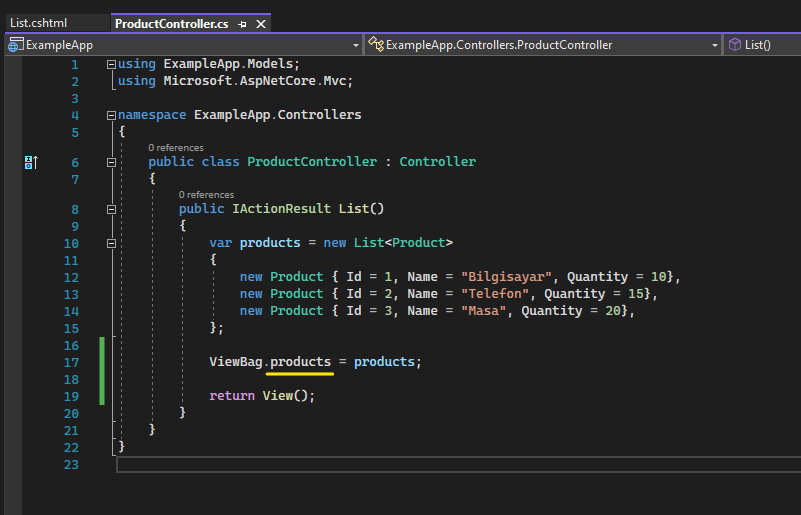 List.cshtml ProductController.cs
ExampleApp ExampleApp.Controllers.ProductController List()
1 using ExampleApp.Models;
2 using Microsoft.AspNetCore.Mvc;
3
4 namespace ExampleApp.Controllers
5 {
0 references
6 public class ProductController : Controller
7 {
0 references
8 public IActionResult List()
9 {
10 var products = new List<Product>
11 {
12 new Product { Id = 1, Name = "Bilgisayar", Quantity = 10},
13 new Product { Id = 2, Name = "Telefon", Quantity = 15},
14 new Product { Id = 3, Name = "Masa", Quantity = 20},
15 };
16
17 ViewBag.products = products;
18
19 return View();
20 }
21 }
22 }
23